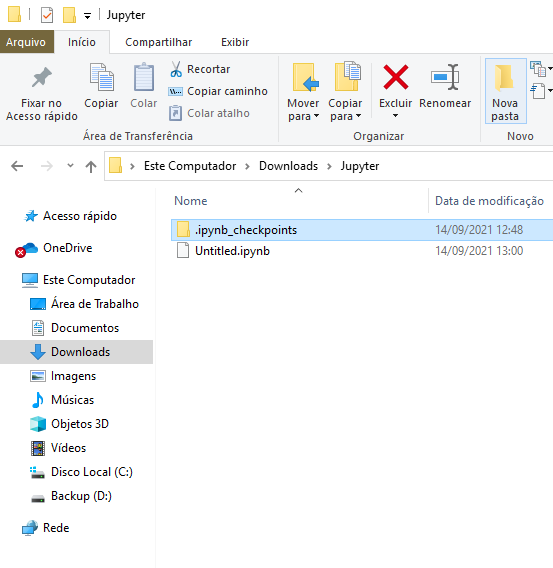 Jupyter
Arquivo Início Compartilhar Exibir
Fixar no Acesso rápido
Copiar
Colar
Recortar
Copiar caminho
Colar atalho
Área de Transferência
Mover para
Copiar para
Excluir
Renomear
Organizar
Nova pasta
Novo
Este Computador > Downloads > Jupyter
Nome Data de modificação
.ipynb_checkpoints 14/09/2021 12:48
Untitled.ipynb 14/09/2021 13:00
Acesso rápido
OneDrive
Este Computador
Área de Trabalho
Documentos
Downloads
Imagens
Músicas
Objetos 3D
Vídeos
Disco Local (C:)
Backup (D:)
Rede